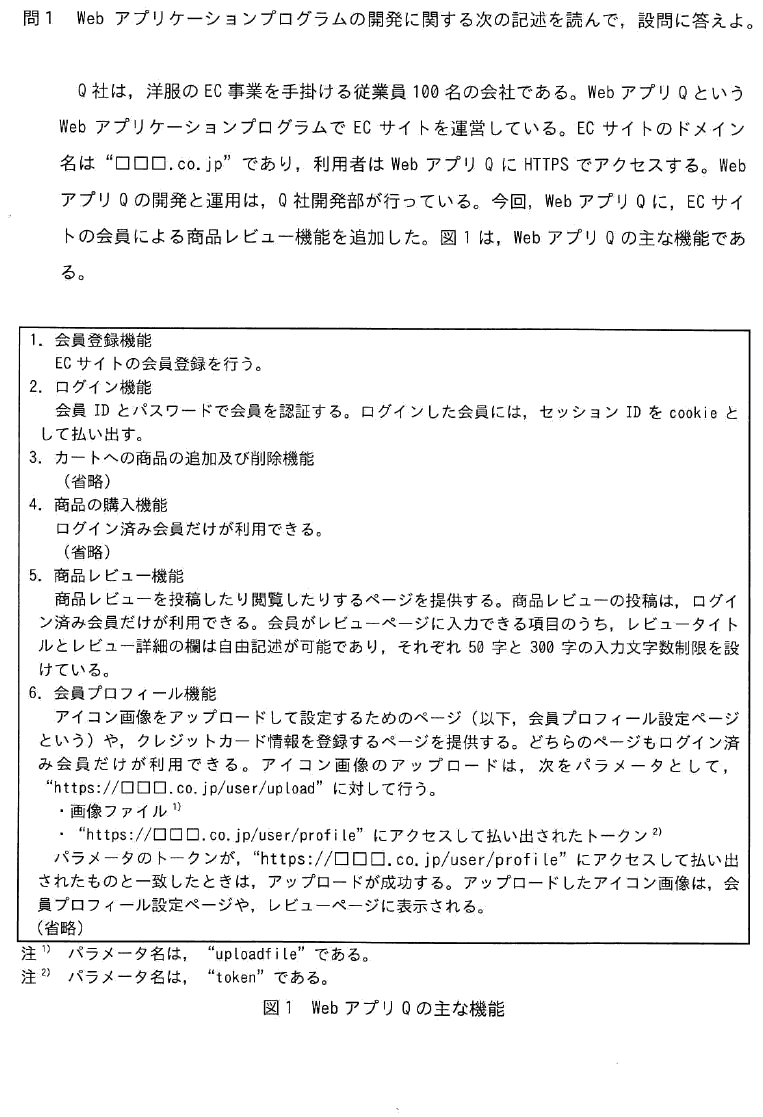 問1 Web アプリケーションプログラムの開発に関する次の記述を読んで，設問に答えよ。
Q 社は，洋服の EC 事業を手掛ける従業員 100 名の会社である。Web アプリ Q という
Web アプリケーションプログラムで EC サイトを運営している。EC サイトのドメイン
名は“□□□.co.jp”であり，利用者は Web アプリ Q に HTTPS でアクセスする。Web
アプリ Q の開発と運用は，Q 社開発部が行っている。今回，Web アプリ Q に，EC サイ
トの会員による商品レビュー機能を追加した。図 1 は，Web アプリ Q の主な機能であ
る。
1. 会員登録機能
EC サイトの会員登録を行う。
2. ログイン機能
会員 ID とパスワードで会員を認証する。ログインした会員には，セッション ID を cookie と
して払い出す。
3. カートへの商品の追加及び削除機能
（省略）
4. 商品の購入機能
ログイン済み会員だけが利用できる。
（省略）
5. 商品レビュー機能
商品レビューを投稿したり閲覧したりするページを提供する。商品レビューの投稿は，ログイ
ン済み会員だけが利用できる。会員がレビューページに入力できる項目のうち，レビュータイト
ルとレビュー詳細の欄は自由記述が可能であり，それぞれ 50 字と 300 字の入力文字数制限を設
けている。
6. 会員プロフィール機能
アイコン画像をアップロードして設定するためのページ（以下，会員プロフィール設定ページ
という）や，クレジットカード情報を登録するページを提供する。どちらのページもログイン済
み会員だけが利用できる。アイコン画像のアップロードは，次をパラメータとして，
“https://□□□.co.jp/user/upload”に対して行う。
・画像ファイル 1)
・“https://□□□.co.jp/user/profile”にアクセスして払い出されたトークン 2)
パラメータのトークンが，“https://□□□.co.jp/user/profile”にアクセスして払い出
されたものと一致したときは，アップロードが成功する。アップロードしたアイコン画像は，会
員プロフィール設定ページや，レビューページに表示される。
（省略）
注 1) パラメータ名は，“uploadfile”である。
注 2) パラメータ名は，“token”である。
図 1 Web アプリ Q の主な機能